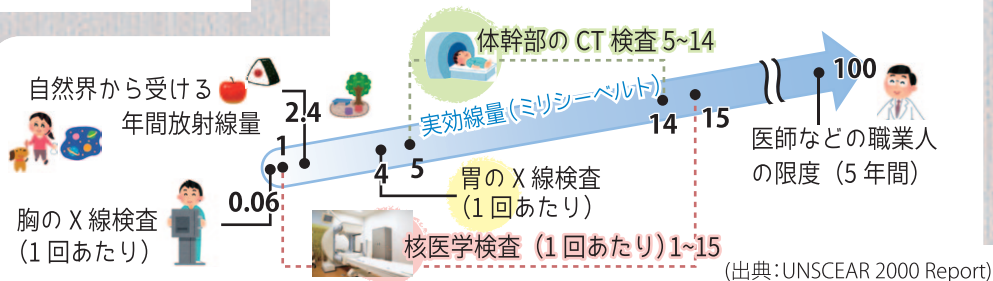 体幹部の CT 検査 5~14
自然界から受ける
年間放射線量
2.4
実効線量(ミリシーベルト)
100
1
14
15
4
5
0.06
医師などの職業人
の限度（5 年間）
胃の X 線検査
（1 回あたり）
胸の X 線検査
（1 回あたり）
核医学検査（1 回あたり）1~15
(出典：UNSCEAR 2000 Report)